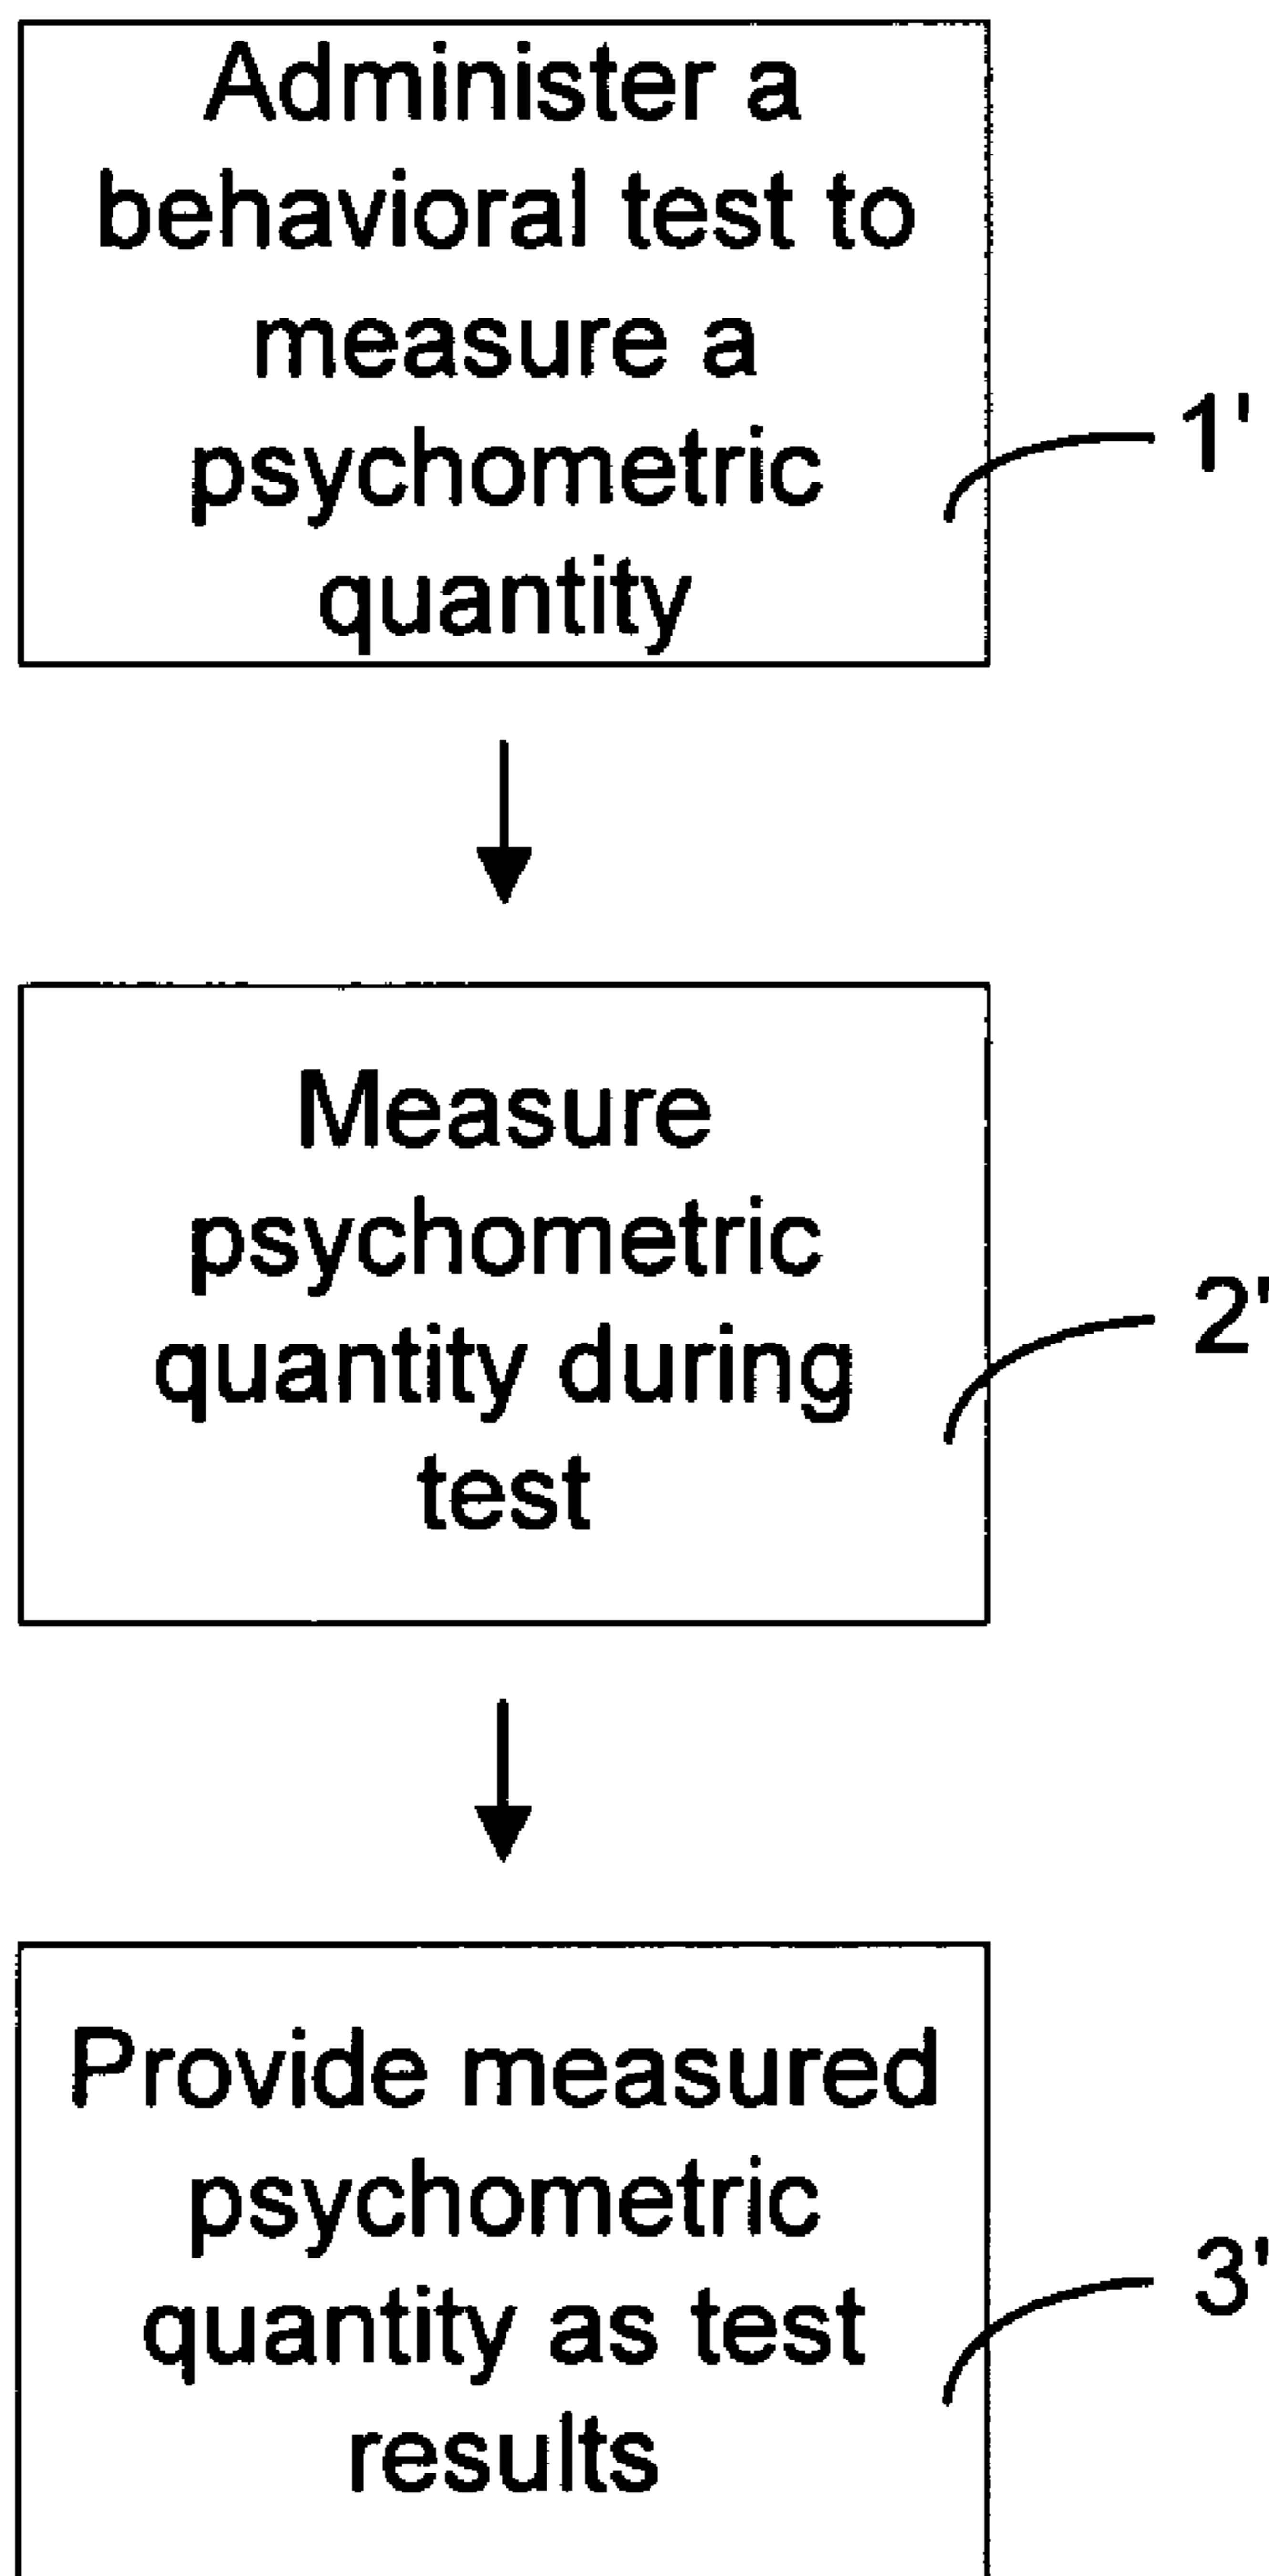 Administer a
behavioral test to
measure a
psychometric
quantity
1'
Measure
psychometric
quantity during
test
2'
Provide measured
psychometric
quantity as test
results
3'